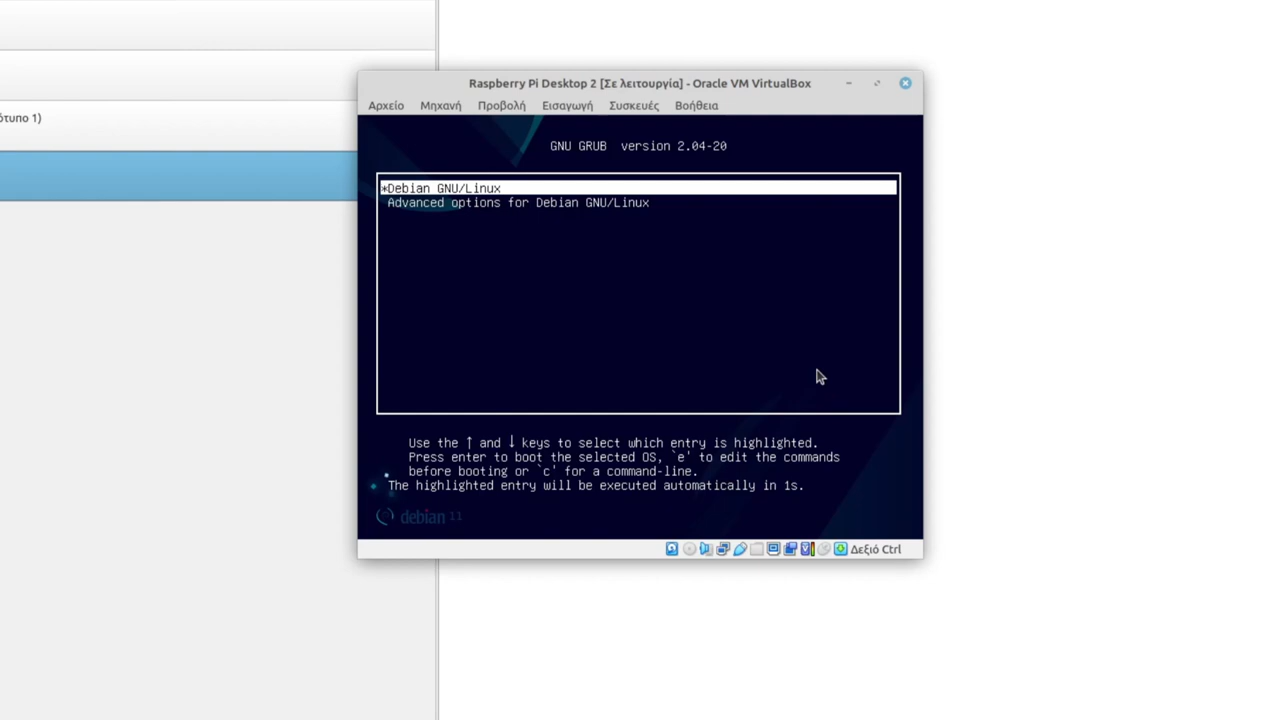 Raspberry Pi Desktop 2 [Σε λειτουργία] - Oracle VM VirtualBox
Αρχείο Μηχανή Προβολή Εισαγωγή Συσκευές Βοήθεια
ότυπο 1)
GNU GRUB version 2.04-20
*Debian GNU/Linux
Advanced options for Debian GNU/Linux
Use the ↑ and ↓ keys to select which entry is highlighted.
Press enter to boot the selected OS, `e' to edit the commands
before booting or `c' for a command-line.
The highlighted entry will be executed automatically in 1s.
debian 11
Δεξιό Ctrl